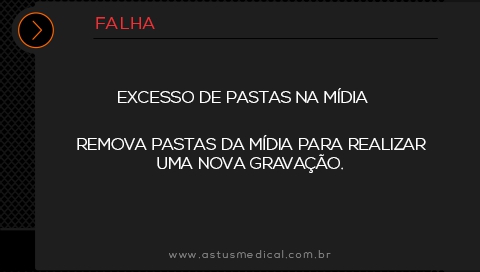 FALHA
EXCESSO DE PASTAS NA MÍDIA
REMOVA PASTAS DA MÍDIA PARA REALIZAR
UMA NOVA GRAVAÇÃO.
www.astusmedical.com.br